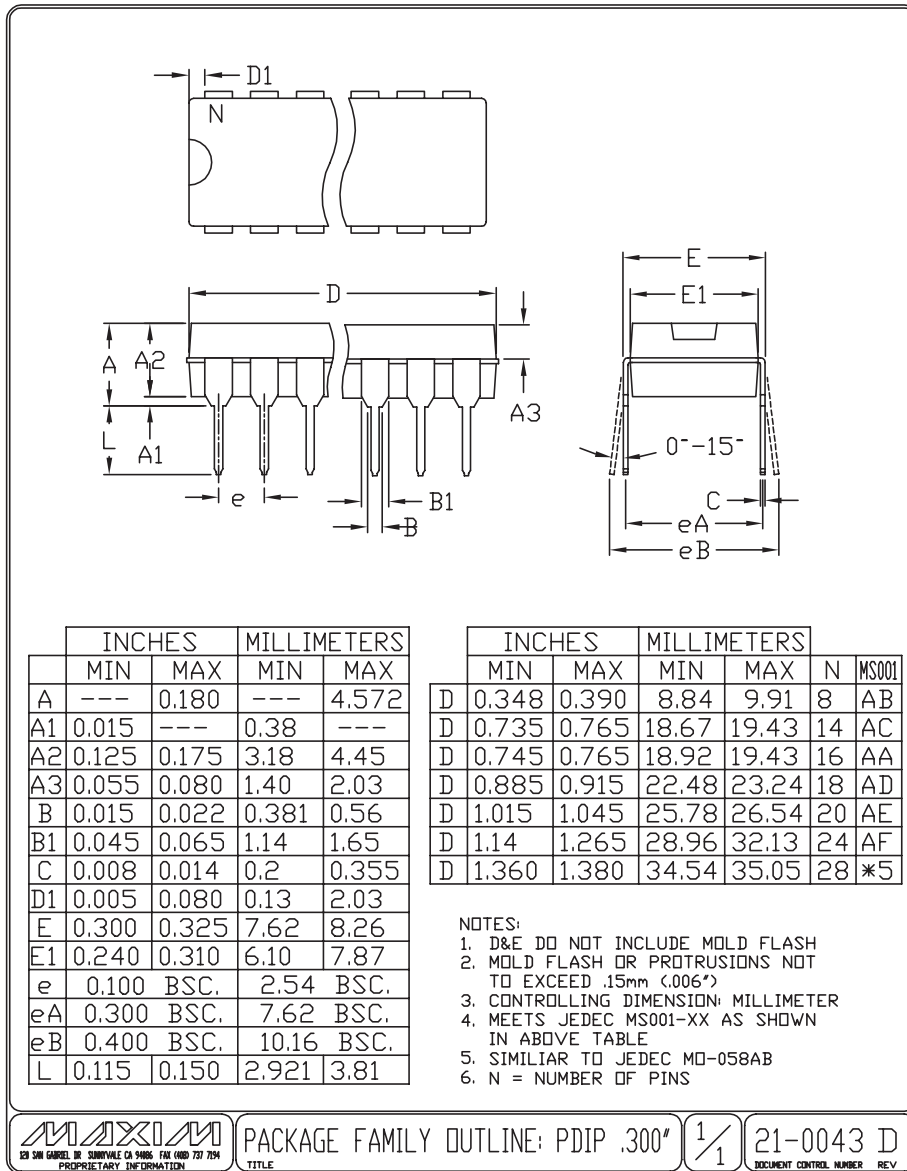 D1
N
D
E
E1
A
A2
A3
L
A1
0°-15°
e
B1
B
C
eA
eB
INCHES MILLIMETERS
MIN MAX MIN MAX
A --- 0.180 --- 4.572
A1 0.015 --- 0.38 ---
A2 0.125 0.175 3.18 4.45
A3 0.055 0.080 1.40 2.03
B 0.015 0.022 0.381 0.56
B1 0.045 0.065 1.14 1.65
C 0.008 0.014 0.2 0.355
D1 0.005 0.080 0.13 2.03
E 0.300 0.325 7.62 8.26
E1 0.240 0.310 6.10 7.87
e 0.100 BSC. 2.54 BSC.
eA 0.300 BSC. 7.62 BSC.
eB 0.400 BSC. 10.16 BSC.
L 0.115 0.150 2.921 3.81
INCHES MILLIMETERS
MIN MAX MIN MAX N MS001
D 0.348 0.390 8.84 9.91 8 AB
D 0.735 0.765 18.67 19.43 14 AC
D 0.745 0.765 18.92 19.43 16 AA
D 0.885 0.915 22.48 23.24 18 AD
D 1.015 1.045 25.78 26.54 20 AE
D 1.14 1.265 28.96 32.13 24 AF
D 1.360 1.380 34.54 35.05 28 *5
NOTES:
1. D&E DO NOT INCLUDE MOLD FLASH
2. MOLD FLASH OR PROTRUSIONS NOT
TO EXCEED .15mm (.006")
3. CONTROLLING DIMENSION: MILLIMETER
4. MEETS JEDEC MS001-XX AS SHOWN
IN ABOVE TABLE
5. SIMILIAR TO JEDEC MO-058AB
6. N = NUMBER OF PINS
MAXIM
120 SAN GABRIEL DR SUNNYVALE CA 94086 FAX (408) 737 7194
PROPRIETARY INFORMATION
PACKAGE FAMILY OUTLINE: PDIP .300"
TITLE
1/1
21-0043 D
DOCUMENT CONTROL NUMBER REV